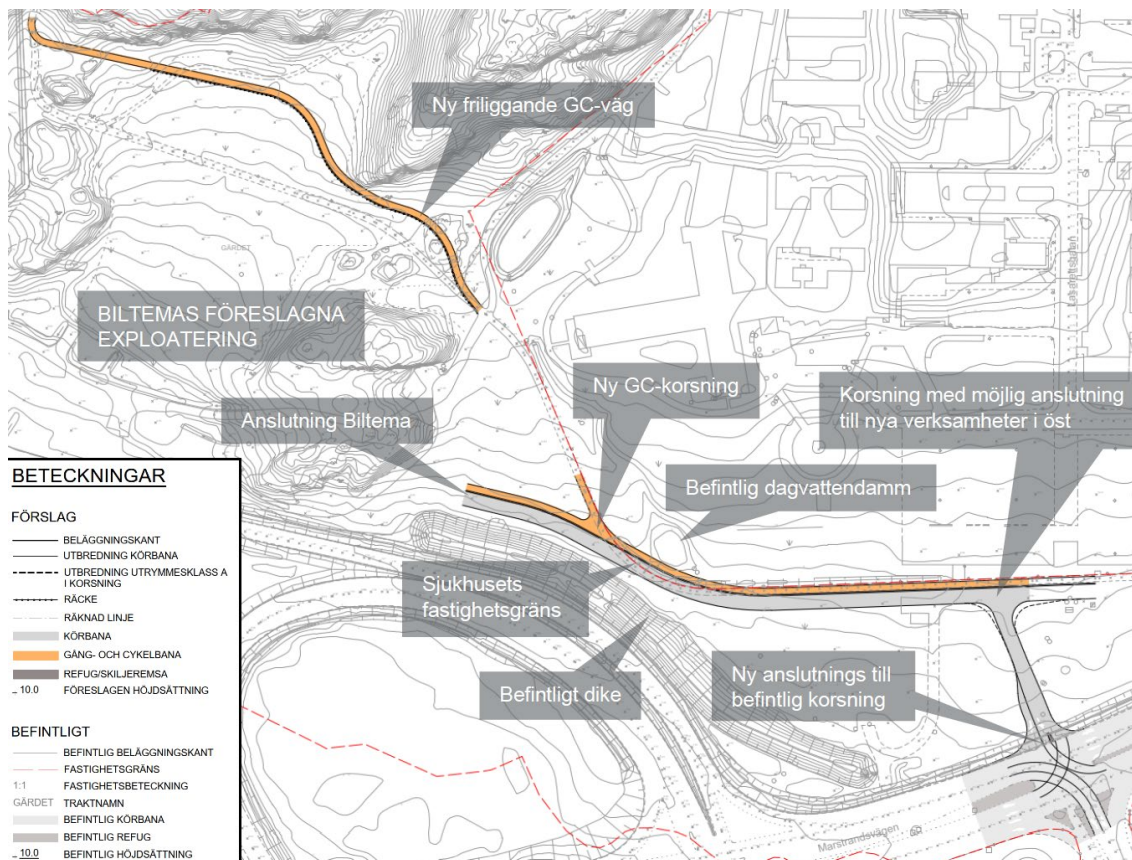 Ny friliggande GC-väg
GÄRDET
BILTEMAS FÖRESLAGNA
EXPLOATERING
Lasarettsbacken
Ny GC-korsning
Korsning med möjlig anslutning
till nya verksamheter i öst
Anslutning Biltema
Befintlig dagvattendamm
Sjukhusets
fastighetsgräns
Befintligt dike
Ny anslutnings till
befintlig korsning
Marstrandsvägen
BETECKNINGAR
FÖRSLAG
BELÄGGNINGSKANT
UTBREDNING KÖRBANA
UTBREDNING UTRYMMESKLASS A
I KORSNING
RÄCKE
RÄKNAD LINJE
KÖRBANA
GÅNG- OCH CYKELBANA
REFUG/SKILJEREMSA
10.0 FÖRESLAGEN HÖJDSÄTTNING
BEFINTLIGT
BEFINTLIG BELÄGGNINGSKANT
FASTIGHETSGRÄNS
1:1 FASTIGHETSBETECKNING
GÄRDET TRAKTNAMN
BEFINTLIG KÖRBANA
BEFINTLIG REFUG
10.0 BEFINTLIG HÖJDSÄTTNING